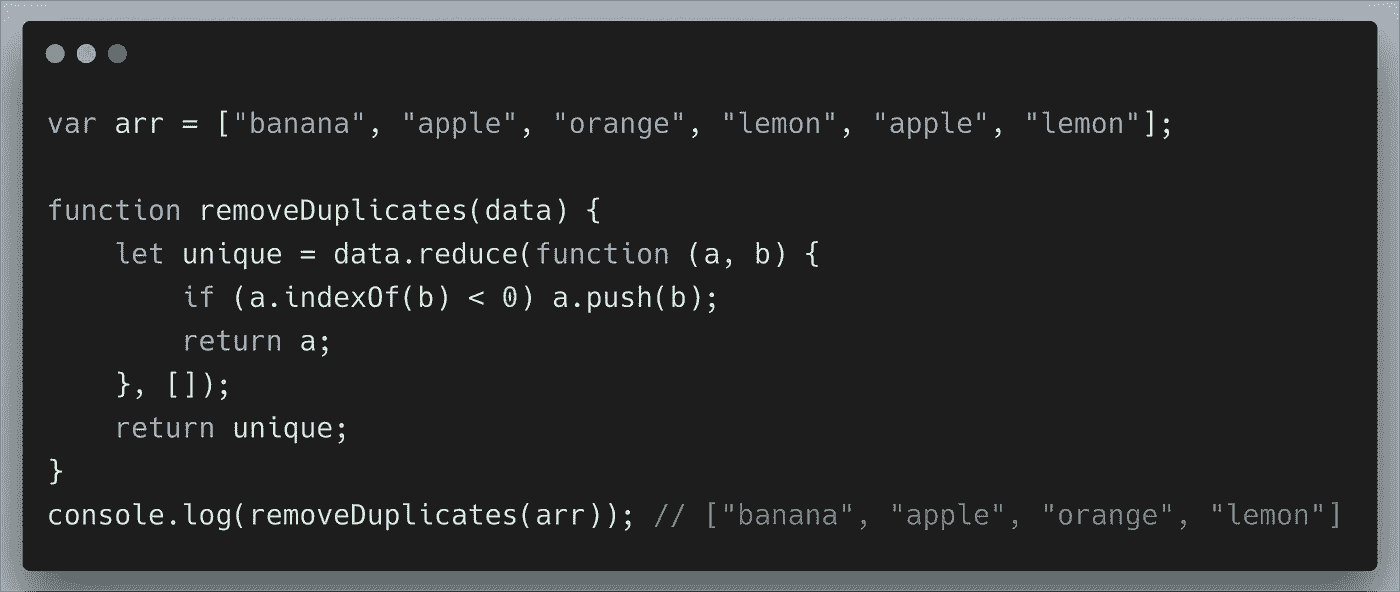 var arr = ["banana", "apple", "orange", "lemon", "apple", "lemon"];
function removeDuplicates(data) {
    let unique = data.reduce(function (a, b) {
        if (a.indexOf(b) < 0) a.push(b);
        return a;
    }, []);
    return unique;
}
console.log(removeDuplicates(arr)); // ["banana", "apple", "orange", "lemon"]